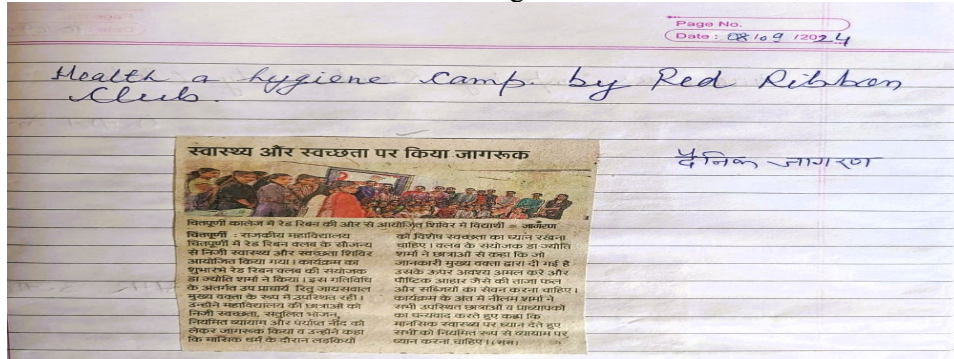 Page No.
Date : 08/09/2024
Health a hygiene camp. by Red Ribbon
Club.
दैनिक जागरण
स्वास्थ्य और स्वच्छता पर किया जागरूक
चिंतपूर्णी कालेज में रेड रिबन की ओर से आयोजित शिविर में विद्यार्थी ● जागरण
चिंतपूर्णी : राजकीय महाविद्यालय
चिंतपूर्णी में रेड रिबन क्लब के सौजन्य
से निजी स्वास्थ्य और स्वच्छता शिविर
आयोजित किया गया। कार्यक्रम का
शुभारंभ रेड रिबन क्लब की संयोजक
डा ज्योति शर्मा ने किया। इस गतिविधि
के अंतर्गत उप प्राचार्य रितु जायसवाल
मुख्य वक्ता के रूप में उपस्थित रही।
उन्होंने महाविद्यालय की छात्राओं को
निजी स्वच्छता, संतुलित भोजन,
नियमित व्यायाम और पर्याप्त नींद को
लेकर जागरूक किया व उन्होंने कहा
कि मासिक धर्म के दौरान लड़कियों
को विशेष स्वच्छता का ध्यान रखना
चाहिए। क्लब के संयोजक डा ज्योति
शर्मा ने छात्राओं से कहा कि जो
जानकारी मुख्य वक्ता द्वारा दी गई है
उसके ऊपर अवश्य अमल करें और
पौष्टिक आहार जैसे की ताजा फल
और सब्जियों का सेवन करना चाहिए।
कार्यक्रम के अंत में नीलम शर्मा ने
सभी उपस्थित छात्राओं व प्राध्यापकों
का धन्यवाद करते हुए कहा कि
मानसिक स्वास्थ्य पर ध्यान देते हुए
सभी को नियमित रूप से व्यायाम पर
ध्यान करना चाहिए। (संस)